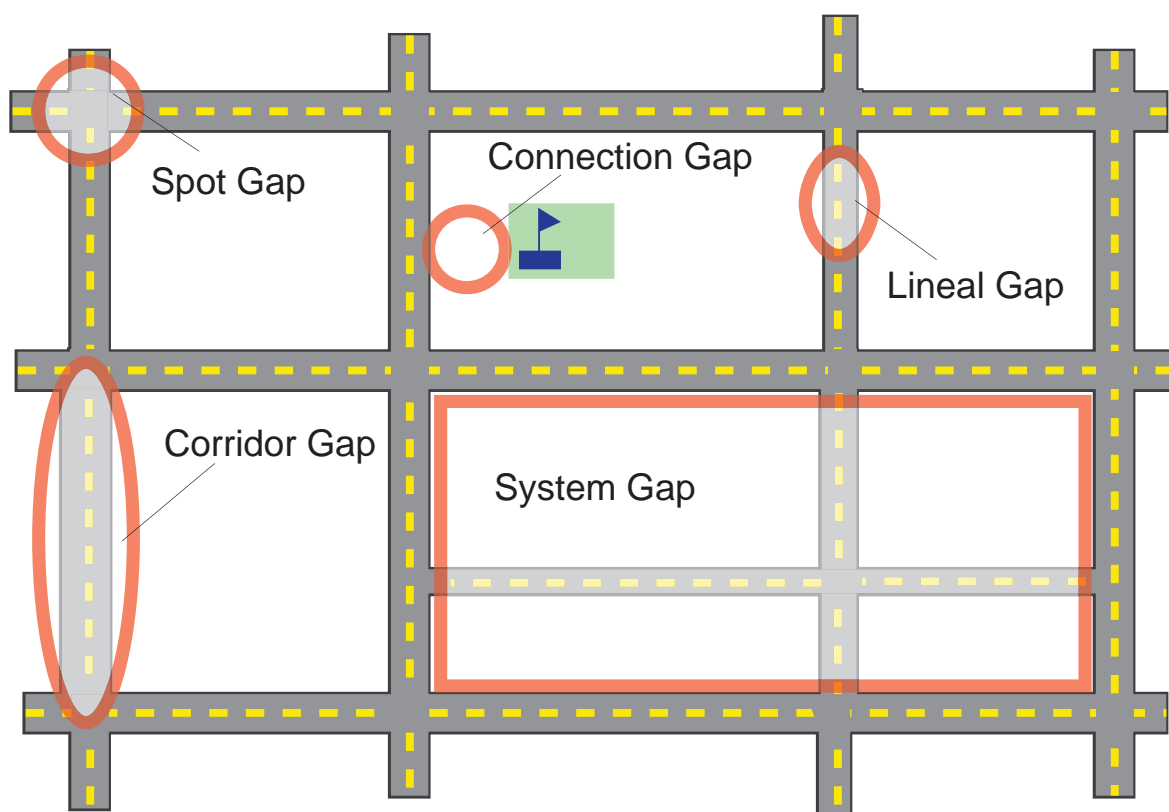 Connection Gap
Spot Gap
Lineal Gap
Corridor Gap
System Gap